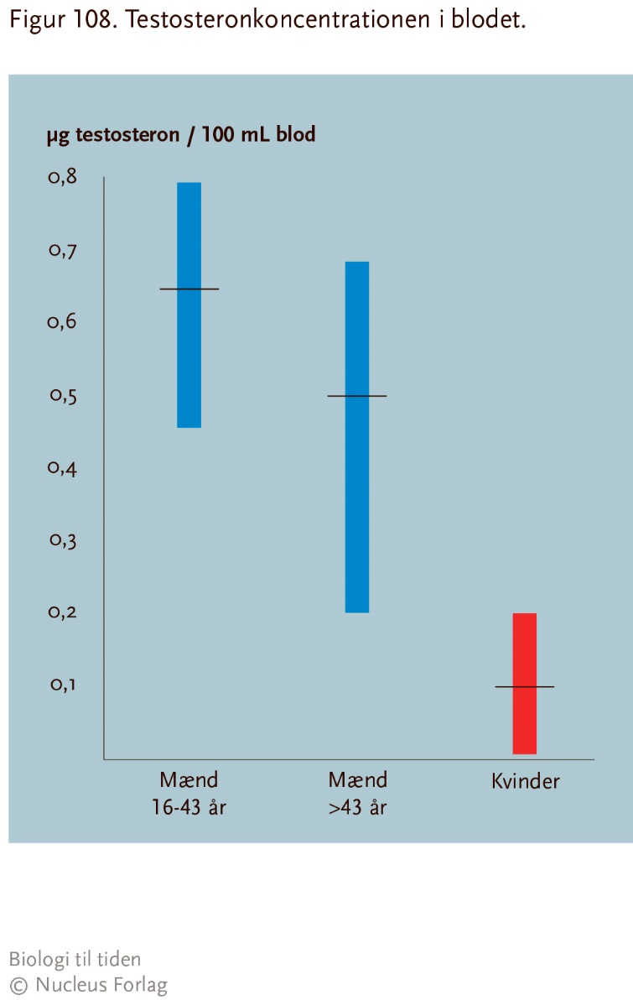 Figur 108. Testosteronkoncentrationen i blodet.
µg testosteron / 100 mL blod
0,8
0,7
0,6
0,5
0,4
0,3
0,2
0,1
Mænd
16-43 år
Mænd
>43 år
Kvinder
Biologi til tiden
© Nucleus Forlag